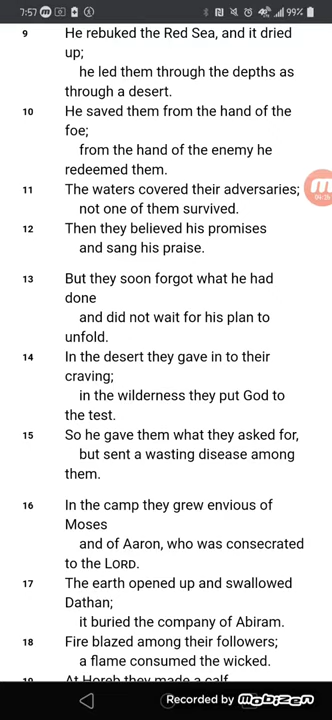 7:57
99%
9 He rebuked the Red Sea, and it dried
up;
he led them through the depths as
through a desert.
10 He saved them from the hand of the
foe;
from the hand of the enemy he
redeemed them.
11 The waters covered their adversaries;
not one of them survived.
12 Then they believed his promises
and sang his praise.
13 But they soon forgot what he had
done
and did not wait for his plan to
unfold.
14 In the desert they gave in to their
craving;
in the wilderness they put God to
the test.
15 So he gave them what they asked for,
but sent a wasting disease among
them.
16 In the camp they grew envious of
Moses
and of Aaron, who was consecrated
to the LORD.
17 The earth opened up and swallowed
Dathan;
it buried the company of Abiram.
18 Fire blazed among their followers;
a flame consumed the wicked.
19 At Horeb they made a calf
Recorded by Mobizen